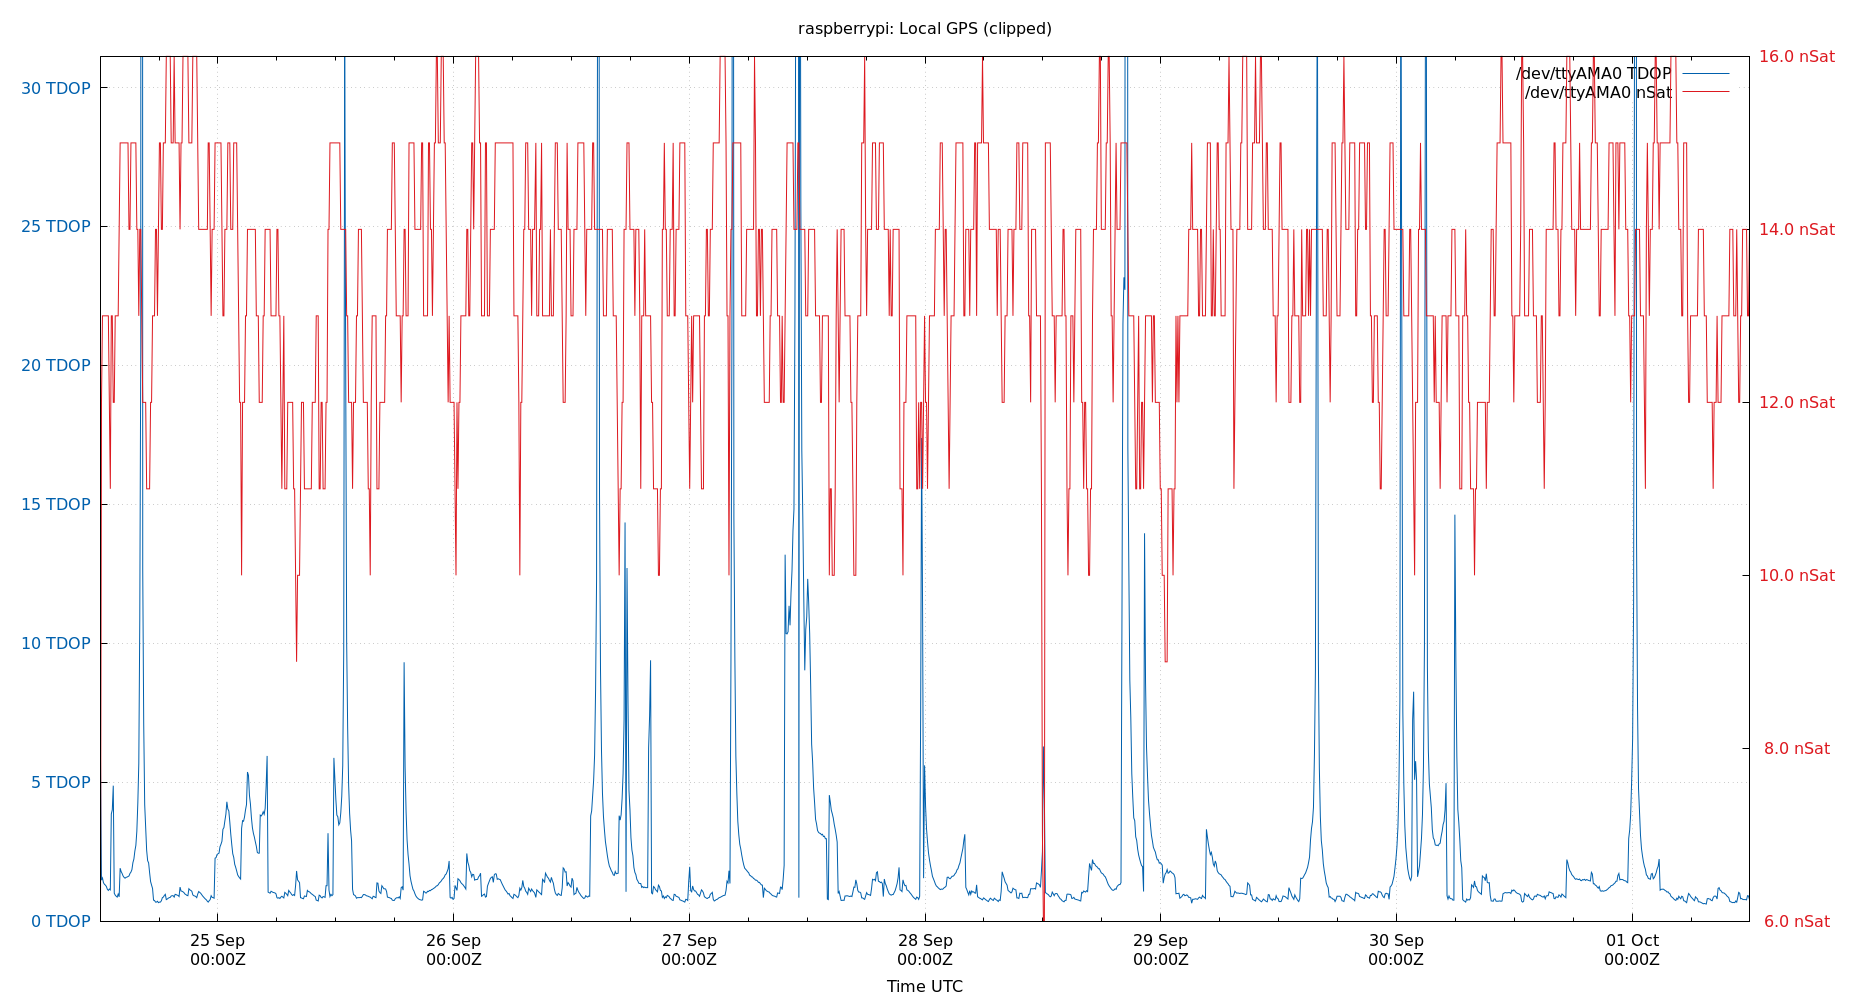 raspberrypi: Local GPS (clipped)
/dev/ttyAMA0 TDOP
/dev/ttyAMA0 nSat
30 TDOP
25 TDOP
20 TDOP
15 TDOP
10 TDOP
5 TDOP
0 TDOP
16.0 nSat
14.0 nSat
12.0 nSat
10.0 nSat
8.0 nSat
6.0 nSat
25 Sep 26 Sep 27 Sep 28 Sep 29 Sep 30 Sep 01 Oct
00:00Z 00:00Z 00:00Z 00:00Z 00:00Z 00:00Z 00:00Z
Time UTC